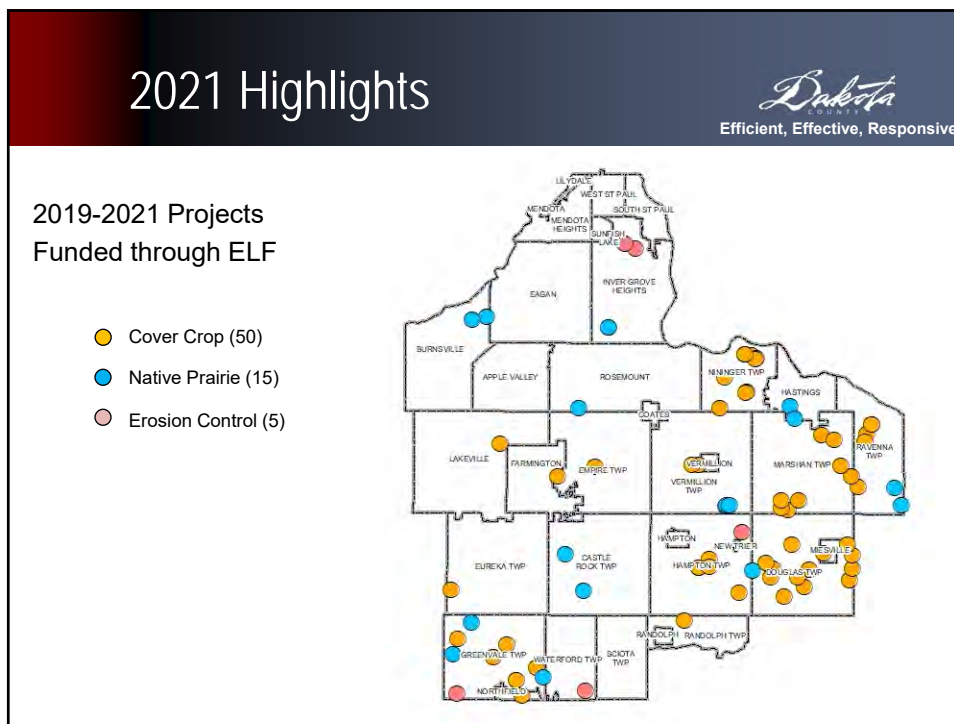 2021 Highlights
Dakota
COUNTY
Efficient, Effective, Responsive
2019-2021 Projects
Funded through ELF
Cover Crop (50)
Native Prairie (15)
Erosion Control (5)
LILYDALE
WEST ST PAUL
MENDOTA
SOUTH ST PAUL
MENDOTA
HEIGHTS
SUNFISH
LAKE
INVER GROVE
HEIGHTS
EAGAN
BURNSVILLE
APPLE VALLEY
ROSEMOUNT
NININGER TWP
HASTINGS
COATES
RAVENNA
TWP
LAKEVILLE
FARMINGTON
EMPIRE TWP
VERMILLION
VERMILLION
TWP
MARSHAN TWP
HAMPTON
NEW TRIER
MIESVILLE
EUREKA TWP
CASTLE
ROCK TWP
HAMPTON TWP
DOUGLAS TWP
RANDOLPH
RANDOLPH TWP
GREENVALE TWP
WATERFORD TWP
SCIOTA
TWP
NORTHFIELD